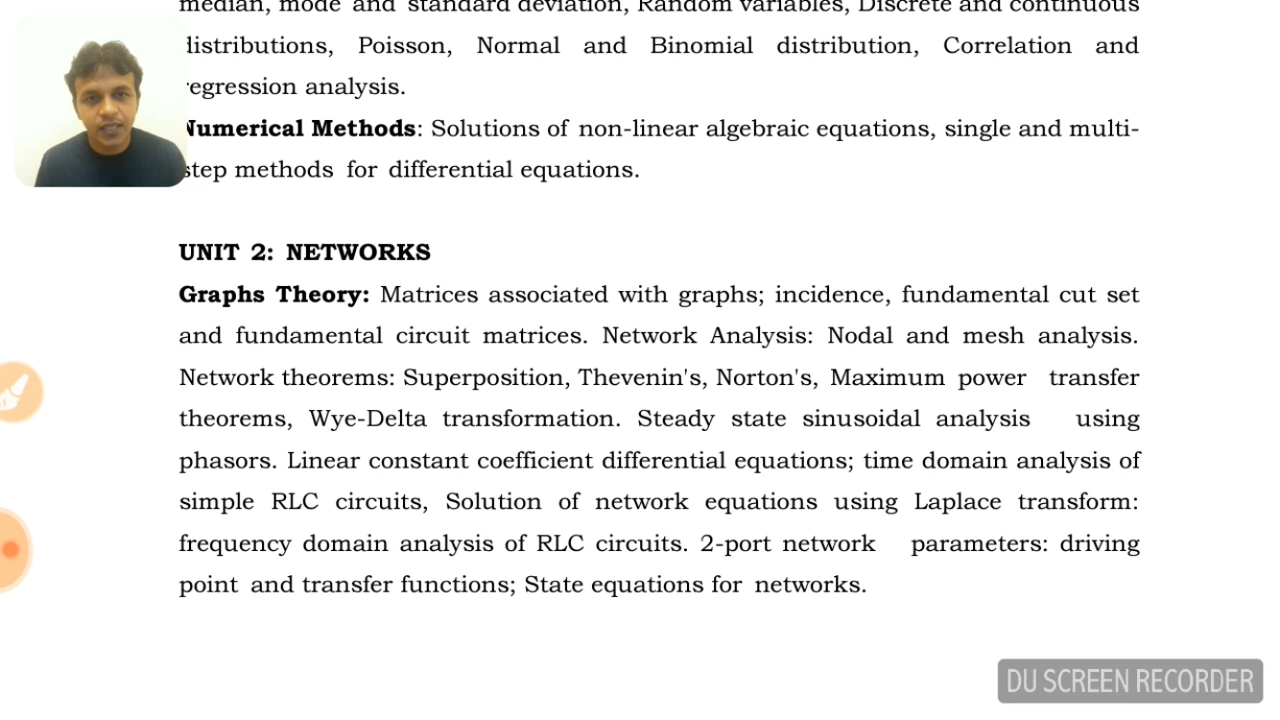 median, mode and standard deviation, Random variables, Discrete and continuous
distributions, Poisson, Normal and Binomial distribution, Correlation and
regression analysis.
Numerical Methods: Solutions of non-linear algebraic equations, single and multi-
step methods for differential equations.
UNIT 2: NETWORKS
Graphs Theory: Matrices associated with graphs; incidence, fundamental cut set
and fundamental circuit matrices. Network Analysis: Nodal and mesh analysis.
Network theorems: Superposition, Thevenin's, Norton's, Maximum power transfer
theorems, Wye-Delta transformation. Steady state sinusoidal analysis using
phasors. Linear constant coefficient differential equations; time domain analysis of
simple RLC circuits, Solution of network equations using Laplace transform:
frequency domain analysis of RLC circuits. 2-port network parameters: driving
point and transfer functions; State equations for networks.
DU SCREEN RECORDER